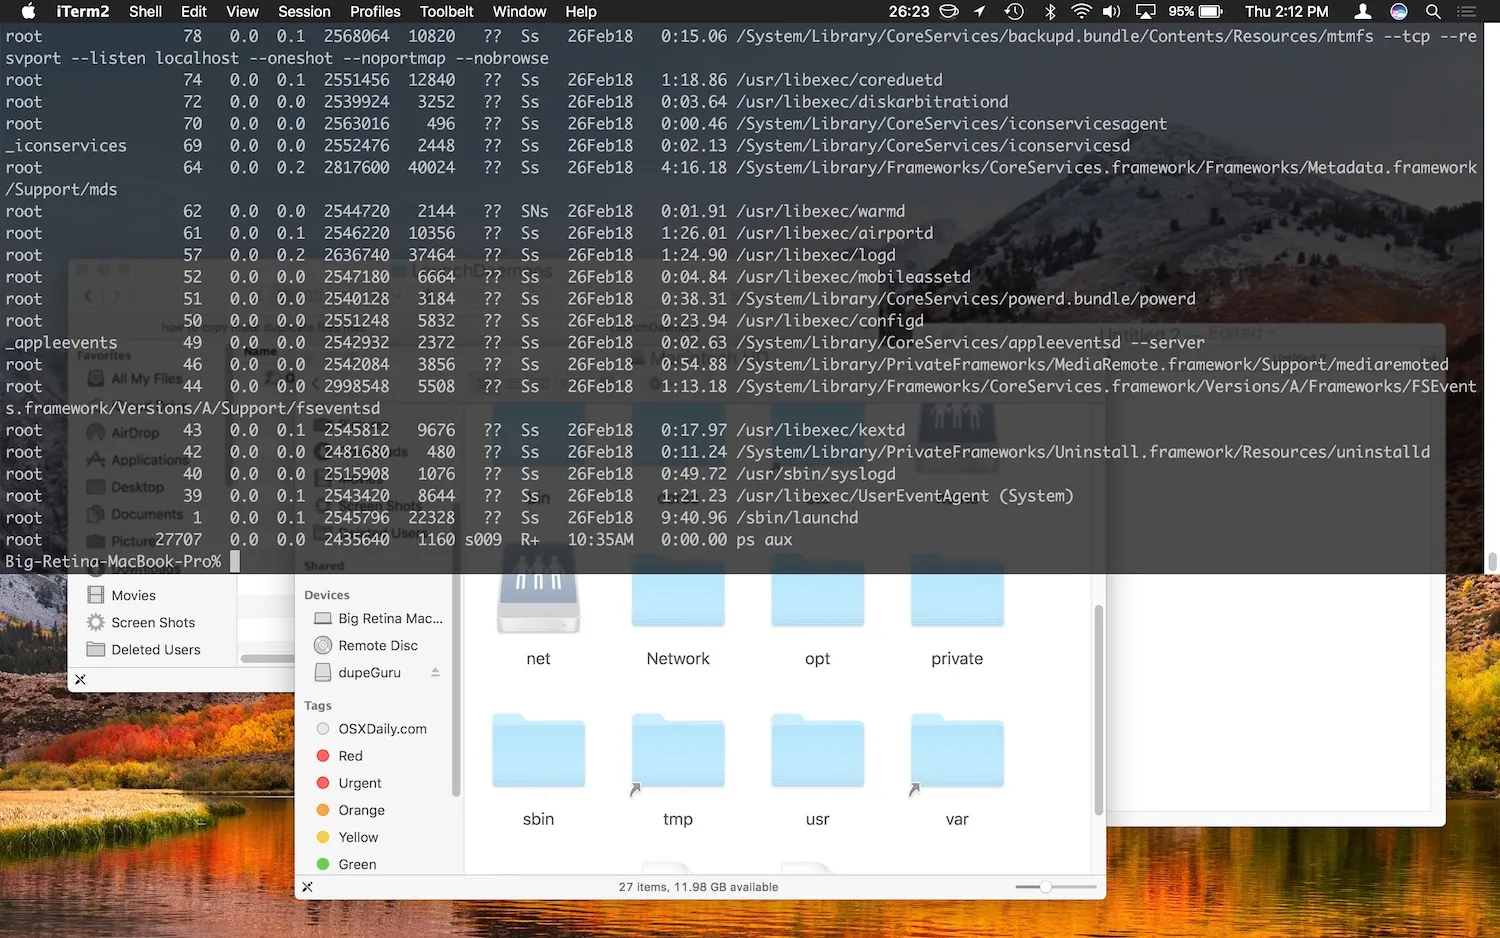 iTerm2 Shell Edit View Session Profiles Toolbelt Window Help 26:23 95% Thu 2:12 PM
root 78 0.0 0.1 2568064 10820 ?? Ss 26Feb18 0:15.06 /System/Library/CoreServices/backupd.bundle/Contents/Resources/mtmfs --tcp --re
svport --listen localhost --oneshot --noportmap --nobrowse
root 74 0.0 0.1 2551456 12840 ?? Ss 26Feb18 1:18.86 /usr/libexec/coreduetd
root 72 0.0 0.0 2539924 3252 ?? Ss 26Feb18 0:03.64 /usr/libexec/diskarbitrationd
root 70 0.0 0.0 2563016 496 ?? Ss 26Feb18 0:00.46 /System/Library/CoreServices/iconservicesagent
_iconservices 69 0.0 0.0 2552476 2448 ?? Ss 26Feb18 0:02.13 /System/Library/CoreServices/iconservicesd
root 64 0.0 0.2 2817600 40024 ?? Ss 26Feb18 4:16.18 /System/Library/Frameworks/CoreServices.framework/Frameworks/Metadata.framework
/Support/mds
root 62 0.0 0.0 2544720 2144 ?? SNs 26Feb18 0:01.91 /usr/libexec/warmd
root 61 0.0 0.1 2546220 10356 ?? Ss 26Feb18 1:26.01 /usr/libexec/airportd
root 57 0.0 0.2 2636740 37464 ?? Ss 26Feb18 1:24.90 /usr/libexec/logd
root 52 0.0 0.0 2547180 6664 ?? Ss 26Feb18 0:04.84 /usr/libexec/mobileassetd
root 51 0.0 0.0 2540128 3184 ?? Ss 26Feb18 0:38.31 /System/Library/CoreServices/powerd.bundle/powerd
root 50 0.0 0.0 2551248 5832 ?? Ss 26Feb18 0:23.94 /usr/libexec/configd
_appleevents 49 0.0 0.0 2542932 2372 ?? Ss 26Feb18 0:02.63 /System/Library/CoreServices/appleeventsd --server
root 46 0.0 0.0 2542084 3856 ?? Ss 26Feb18 0:54.88 /System/Library/PrivateFrameworks/MediaRemote.framework/Support/mediaremoted
root 44 0.0 0.0 2998548 5508 ?? Ss 26Feb18 1:13.18 /System/Library/Frameworks/CoreServices.framework/Versions/A/Frameworks/FSEvent
s.framework/Versions/A/Support/fseventsd
root 43 0.0 0.1 2545812 9676 ?? Ss 26Feb18 0:17.97 /usr/libexec/kextd
root 42 0.0 0.0 2481680 480 ?? Ss 26Feb18 0:11.24 /System/Library/PrivateFrameworks/Uninstall.framework/Resources/uninstalld
root 40 0.0 0.0 2515908 1076 ?? Ss 26Feb18 0:49.72 /usr/sbin/syslogd
root 39 0.0 0.1 2543420 8644 ?? Ss 26Feb18 1:21.23 /usr/libexec/UserEventAgent (System)
root 1 0.0 0.1 2545796 22328 ?? Ss 26Feb18 9:40.96 /sbin/launchd
root 27707 0.0 0.0 2435640 1160 s009 R+ 10:35AM 0:00.00 ps aux
Big-Retina-MacBook-Pro%
Untitled 2 — Edited
Favorites
Name
All My Files
AirDrop
Applications
Desktop
Documents
Downloads
Movies
Screen Shots
Deleted Users
Shared
Devices
Big Retina Mac...
Remote Disc
dupeGuru
Tags
OSXDaily.com
Red
Urgent
Orange
Yellow
Green
net Network opt private
sbin tmp usr var
27 items, 11.98 GB available